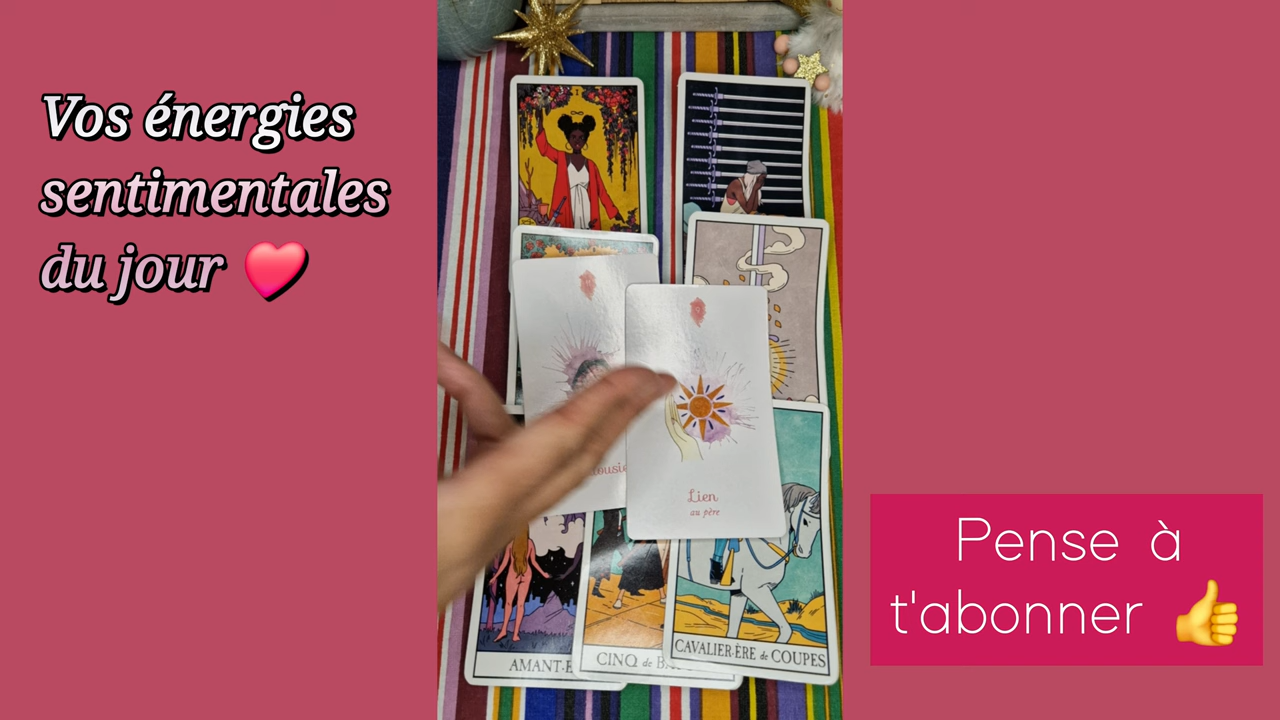 Vos énergies
sentimentales
du jour ❤️
I
Lien
au père
CAVALIER·ÈRE de COUPES
CINQ de
Pense à
t'abonner 👍